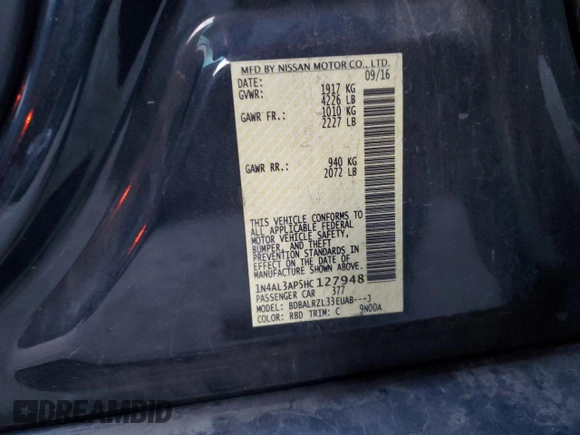 MFD BY NISSAN MOTOR CO., LTD.
DATE: 09/16
GVWR: 1917 KG
4226 LB
GAWR FR.: 1010 KG
2227 LB
GAWR RR.: 940 KG
2072 LB
THIS VEHICLE CONFORMS TO
ALL APPLICABLE FEDERAL
MOTOR VEHICLE SAFETY,
BUMPER, AND THEFT
PREVENTION STANDARDS IN
EFFECT ON THE DATE OF
MANUFACTURE SHOWN ABOVE.
1N4AL3AP5HC127948
PASSENGER CAR 377
MODEL: BDBALRZL33EUAB---J
COLOR: RBD TRIM: C 9N00A
DREAMBID